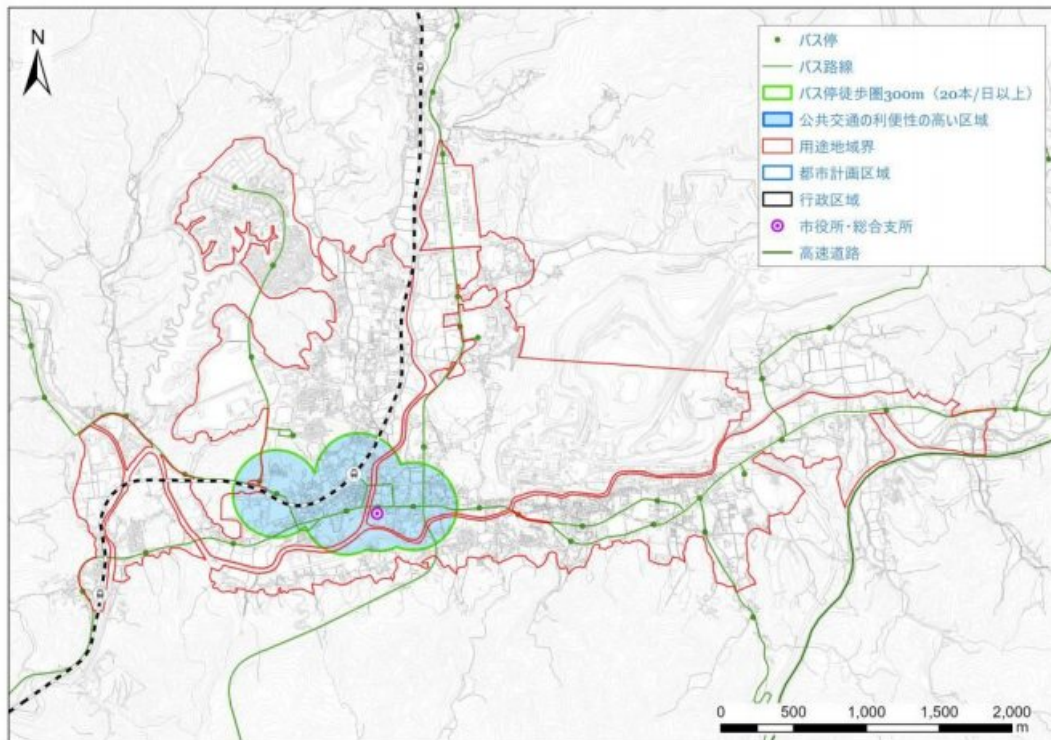 N
バス停
バス路線
バス停徒歩圏300m（20本/日以上）
公共交通の利便性の高い区域
用途地域界
都市計画区域
行政区域
市役所・総合支所
高速道路
0 500 1,000 1,500 2,000
m